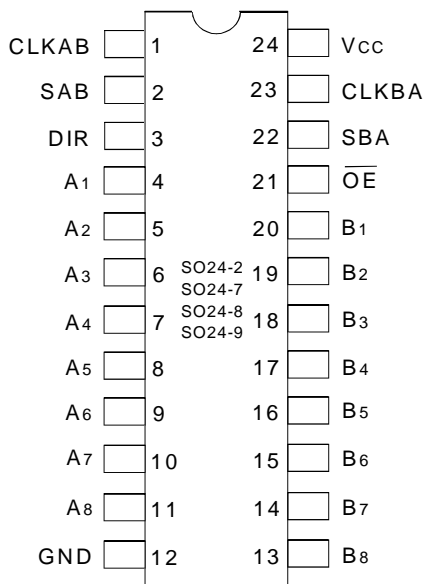 CLKAB 1 24 Vcc
SAB 2 23 CLKBA
DIR 3 22 SBA
A1 4 21 OE
A2 5 20 B1
A3 6 19 B2
A4 7 18 B3
A5 8 17 B4
A6 9 16 B5
A7 10 15 B6
A8 11 14 B7
GND 12 13 B8
SO24-2
SO24-7
SO24-8
SO24-9